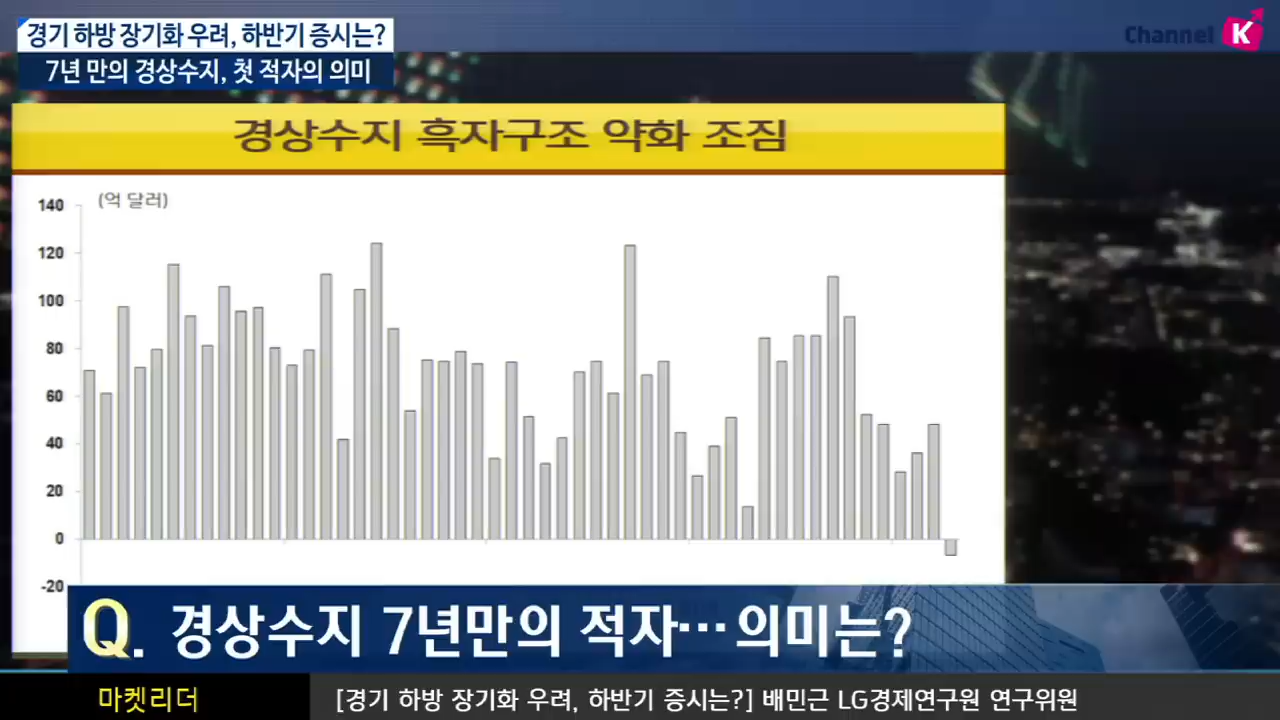 경기 하방 장기화 우려, 하반기 증시는?
7년 만의 경상수지, 첫 적자의 의미
Channel K
경상수지 흑자구조 약화 조짐
(억 달러)
140
120
100
80
60
40
20
0
-20
Q. 경상수지 7년만의 적자…의미는?
마켓리더
[경기 하방 장기화 우려, 하반기 증시는?] 배민근 LG경제연구원 연구위원